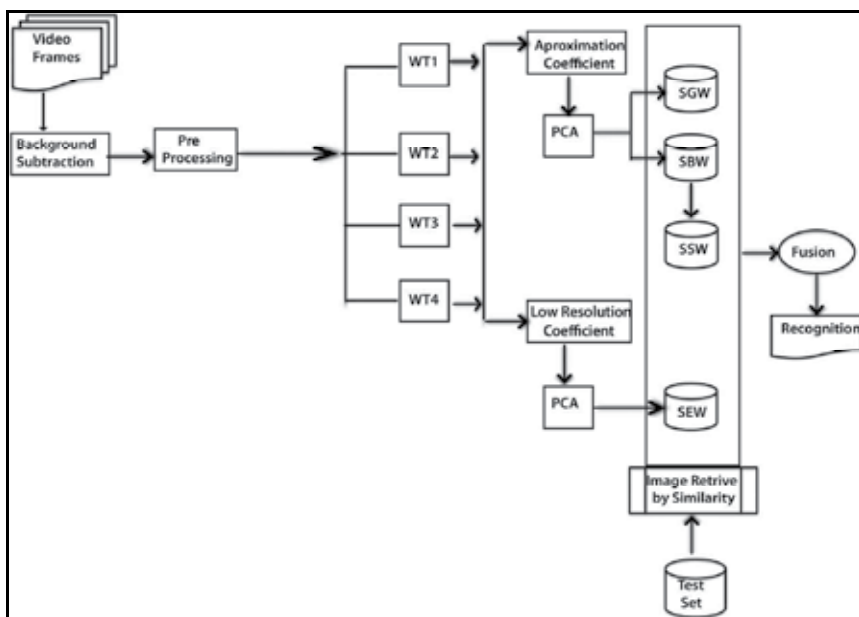 Video
Frames
Background
Subtraction
Pre
Processing
WT1
WT2
WT3
WT4
Aproximation
Coefficient
PCA
SGW
SBW
SSW
Low Resolution
Coefficient
PCA
SEW
Fusion
Recognition
Image Retrive
by Similarity
Test
Set